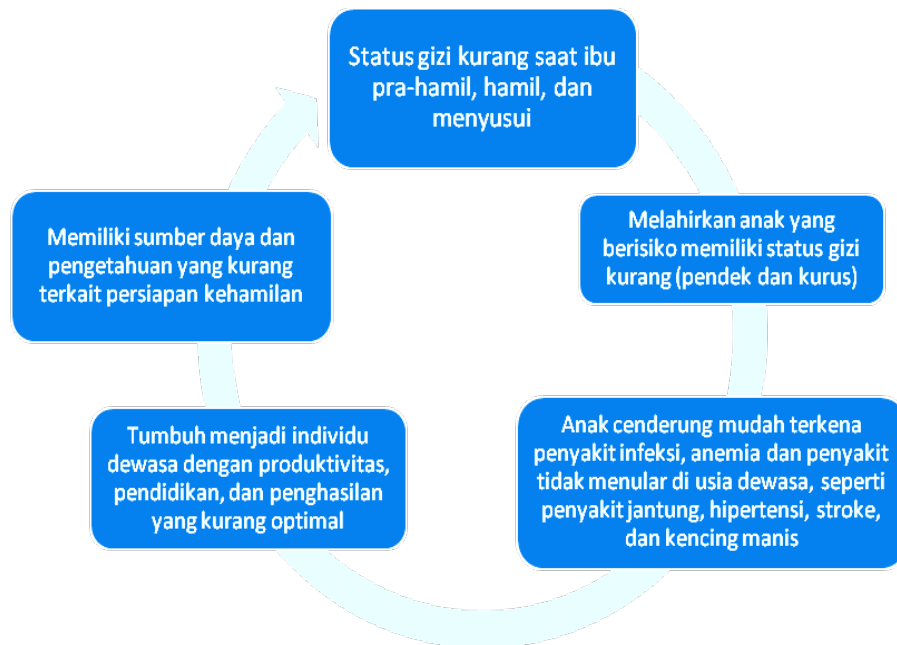 Status gizi kurang saat ibu
pra-hamil, hamil, dan
menyusui
Melahirkan anak yang
berisiko memiliki status gizi
kurang (pendek dan kurus)
Anak cenderung mudah terkena
penyakit infeksi, anemia dan penyakit
tidak menular di usia dewasa, seperti
penyakit jantung, hipertensi, stroke,
dan kencing manis
Tumbuh menjadi individu
dewasa dengan produktivitas,
pendidikan, dan penghasilan
yang kurang optimal
Memiliki sumber daya dan
pengetahuan yang kurang
terkait persiapan kehamilan